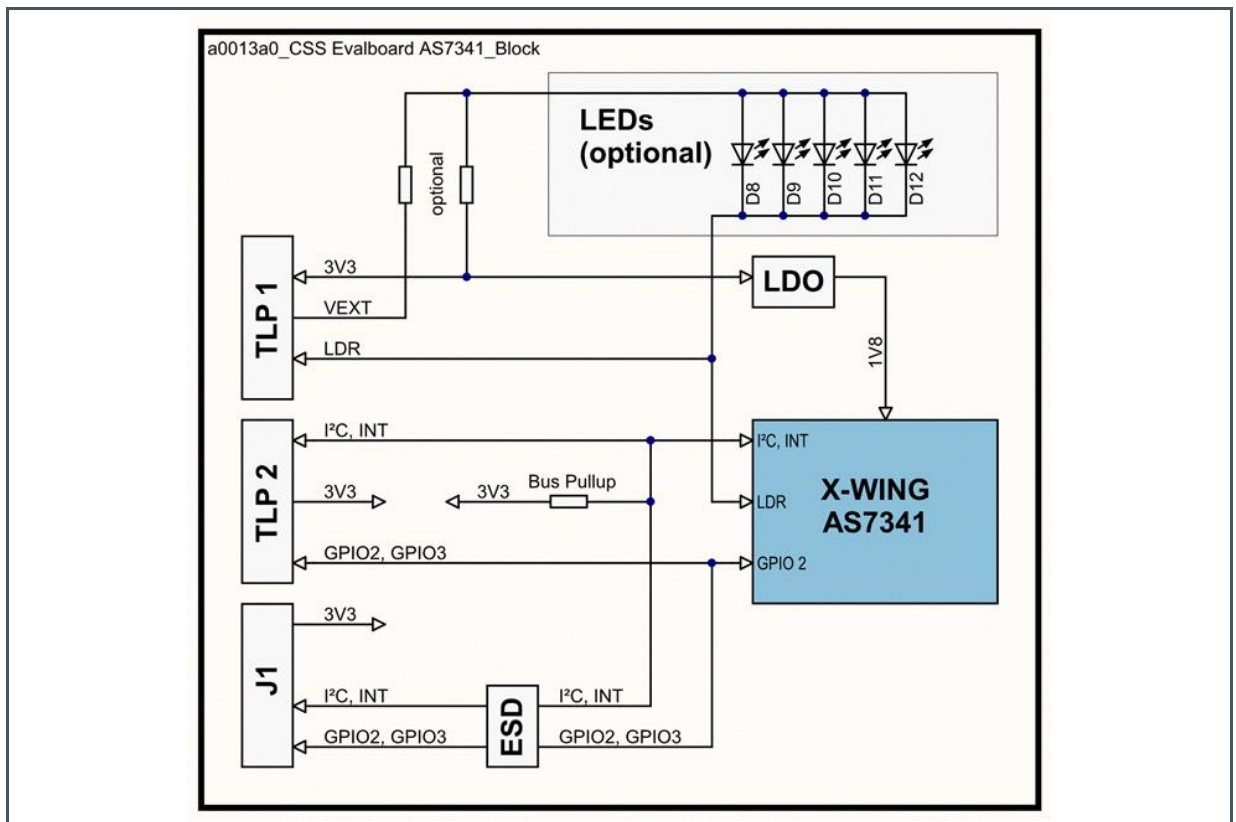 a0013a0_CSS Evalboard AS7341_Block
LEDs
(optional)
optional
D8
D9
D10
D11
D12
TLP 1
3V3
VEXT
LDR
LDO
1V8
TLP 2
I²C, INT
3V3
3V3
Bus Pullup
GPIO2, GPIO3
I²C, INT
LDR
GPIO 2
X-WING
AS7341
J1
3V3
I²C, INT
GPIO2, GPIO3
ESD
I²C, INT
GPIO2, GPIO3